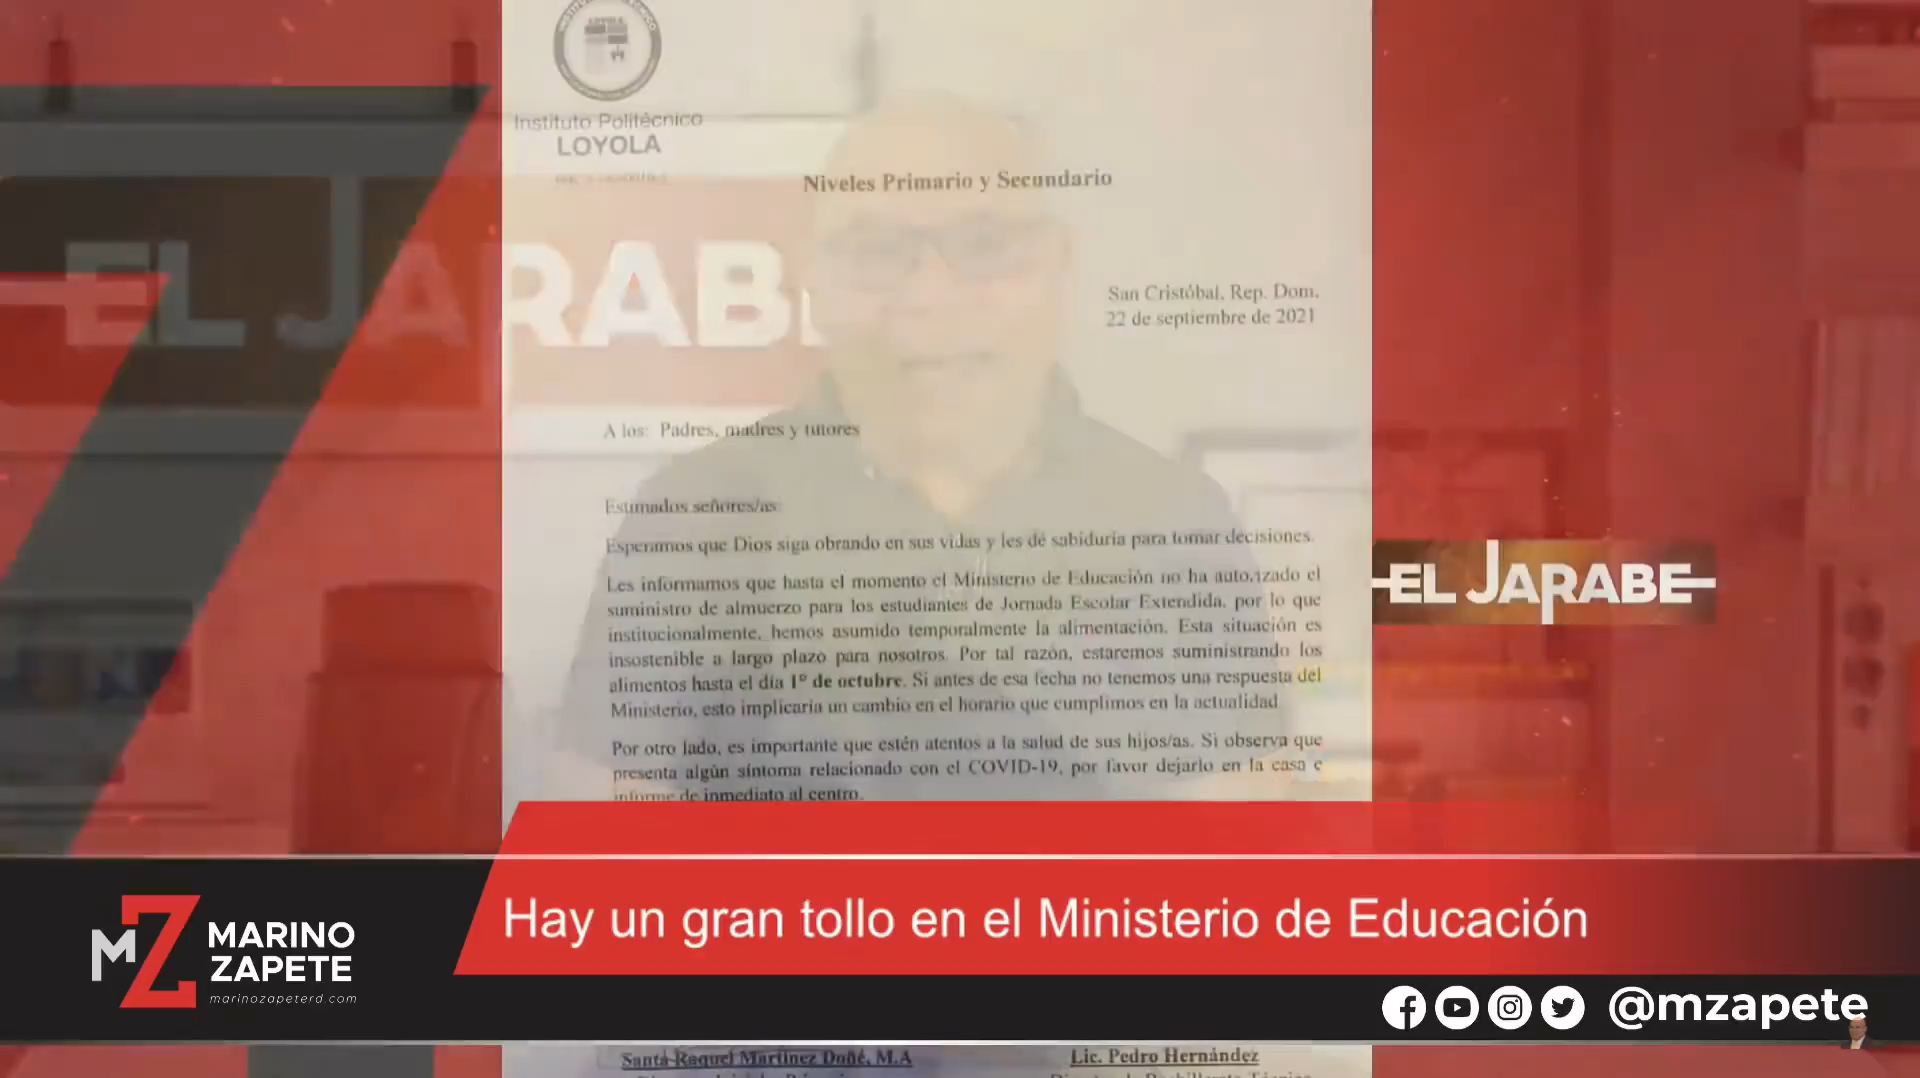 LOYOLA
Instituto Politécnico
LOYOLA
Niveles Primario y Secundario
EL JARABE
San Cristóbal, Rep. Dom.
22 de septiembre de 2021
A los: Padres, madres y tutores
Estimados señores/as:
Esperamos que Dios siga obrando en sus vidas y les dé sabiduría para tomar decisiones.
Les informamos que hasta el momento el Ministerio de Educación no ha autorizado el
suministro de almuerzo para los estudiantes de Jornada Escolar Extendida, por lo que
institucionalmente, hemos asumido temporalmente la alimentación. Esta situación es
insostenible a largo plazo para nosotros. Por tal razón, estaremos suministrando los
alimentos hasta el día 1° de octubre. Si antes de esa fecha no tenemos una respuesta del
Ministerio, esto implicaría un cambio en el horario que cumplimos en la actualidad.
Por otro lado, es importante que estén atentos a la salud de sus hijos/as. Si observa que
presenta algún síntoma relacionado con el COVID-19, por favor dejarlo en la casa e
informe de inmediato al centro.
EL JARABE
Hay un gran tollo en el Ministerio de Educación
MZ MARINO
ZAPETE
marinozapeterd.com
@mzapete
Santa Raquel Martínez Doñé, M.A
Lic. Pedro Hernández